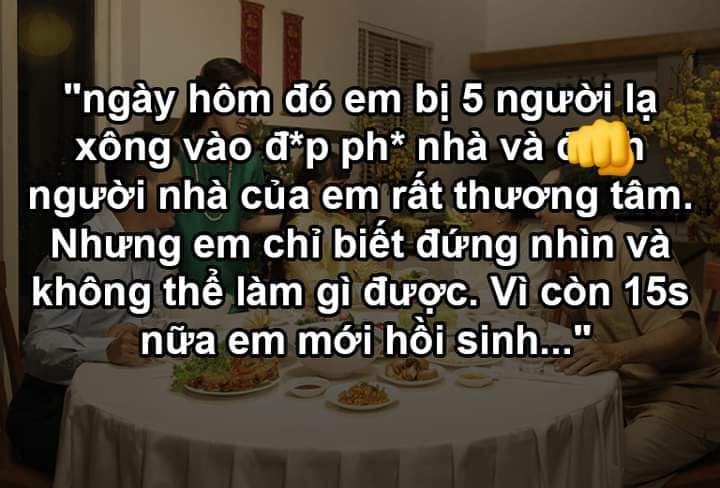 "ngày hôm đó em bị 5 người lạ
xông vào đ*p ph* nhà và đ👊h
người nhà của em rất thương tâm.
Nhưng em chỉ biết đứng nhìn và
không thể làm gì được. Vì còn 15s
nữa em mới hồi sinh..."